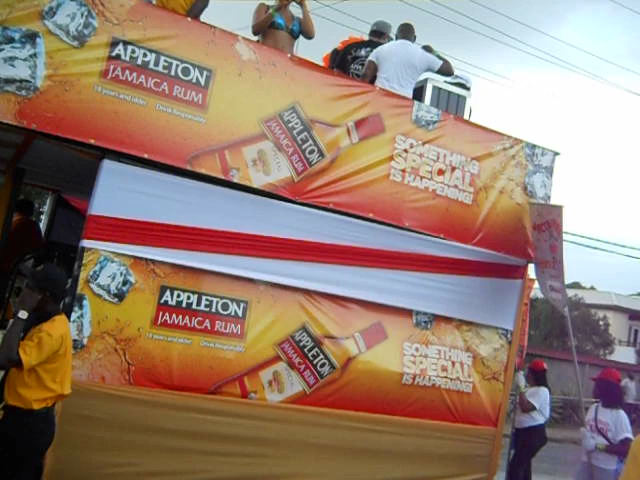 APPLETON
JAMAICA RUM
18 years and older Drink Responsibly
APPLETON
JAMAICA RUM
SOMETHING
SPECIAL
IS HAPPENING!
APPLETON
JAMAICA RUM
18 years and older Drink Responsibly
APPLETON
JAMAICA RUM
SOMETHING
SPECIAL
IS HAPPENING!